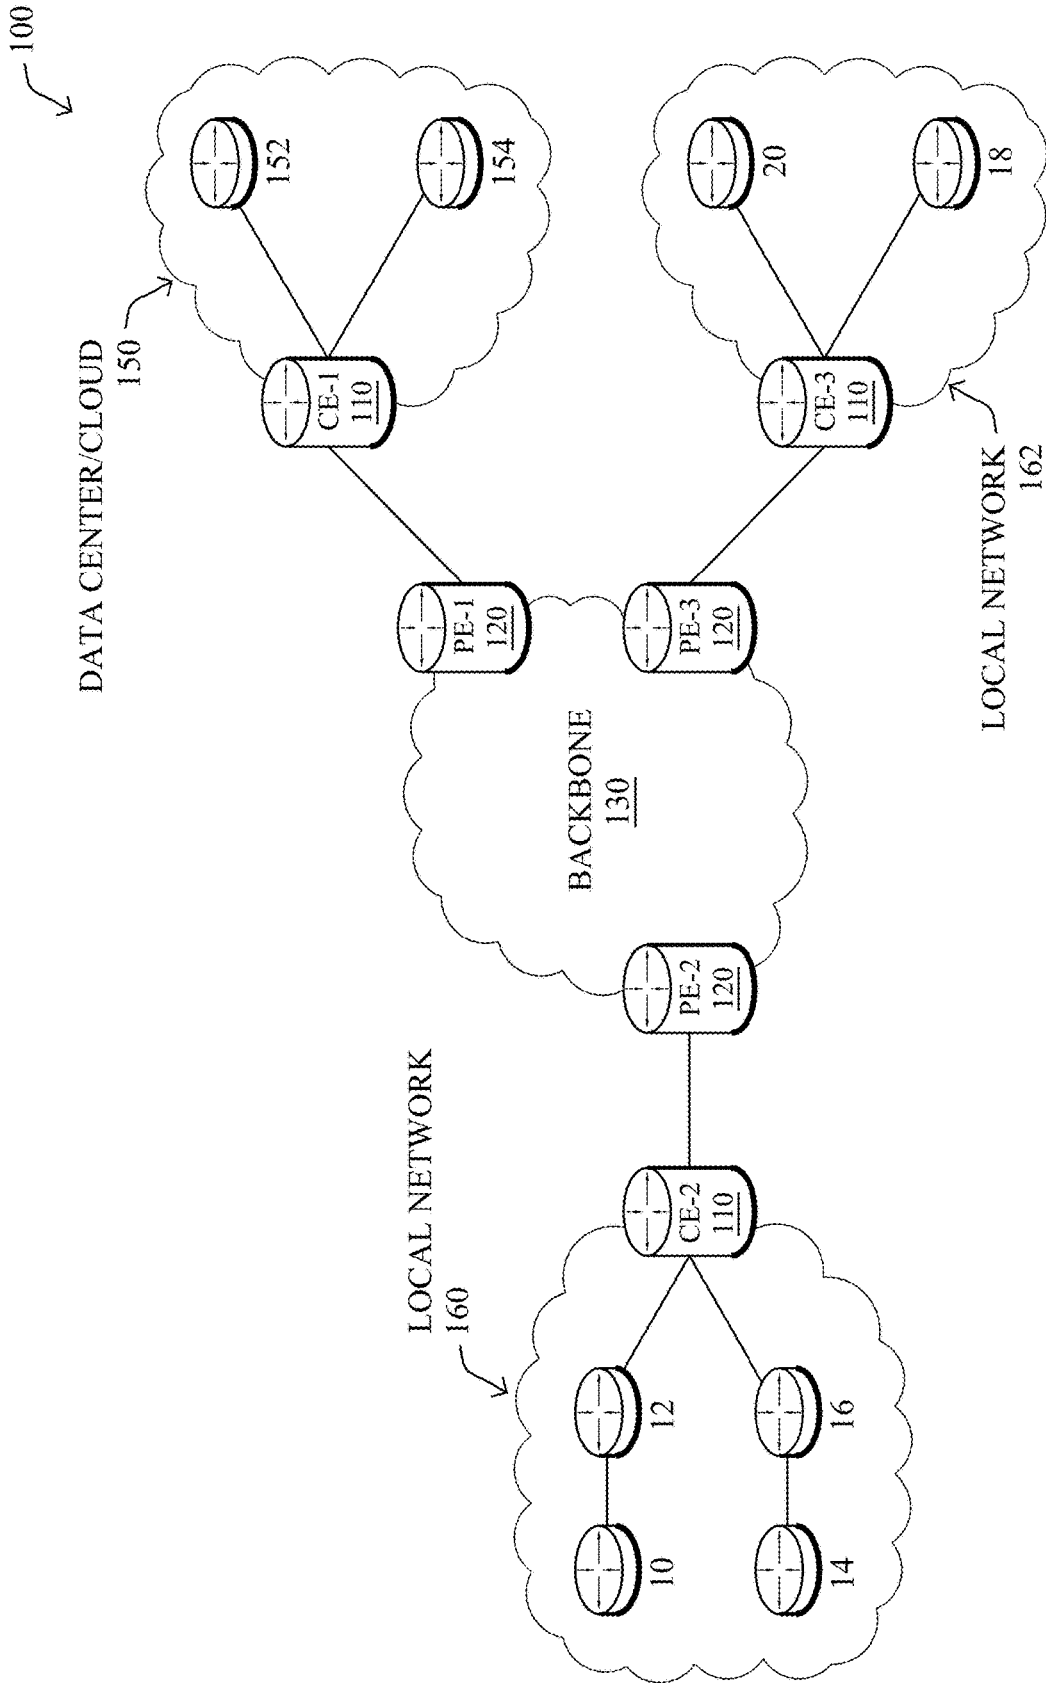 100
DATA CENTER/CLOUD
150
152
CE-1
110
154
PE-1
120
LOCAL NETWORK
160
BACKBONE
130
10
12
CE-2
110
PE-2
120
PE-3
120
20
CE-3
110
14
16
18
LOCAL NETWORK
162